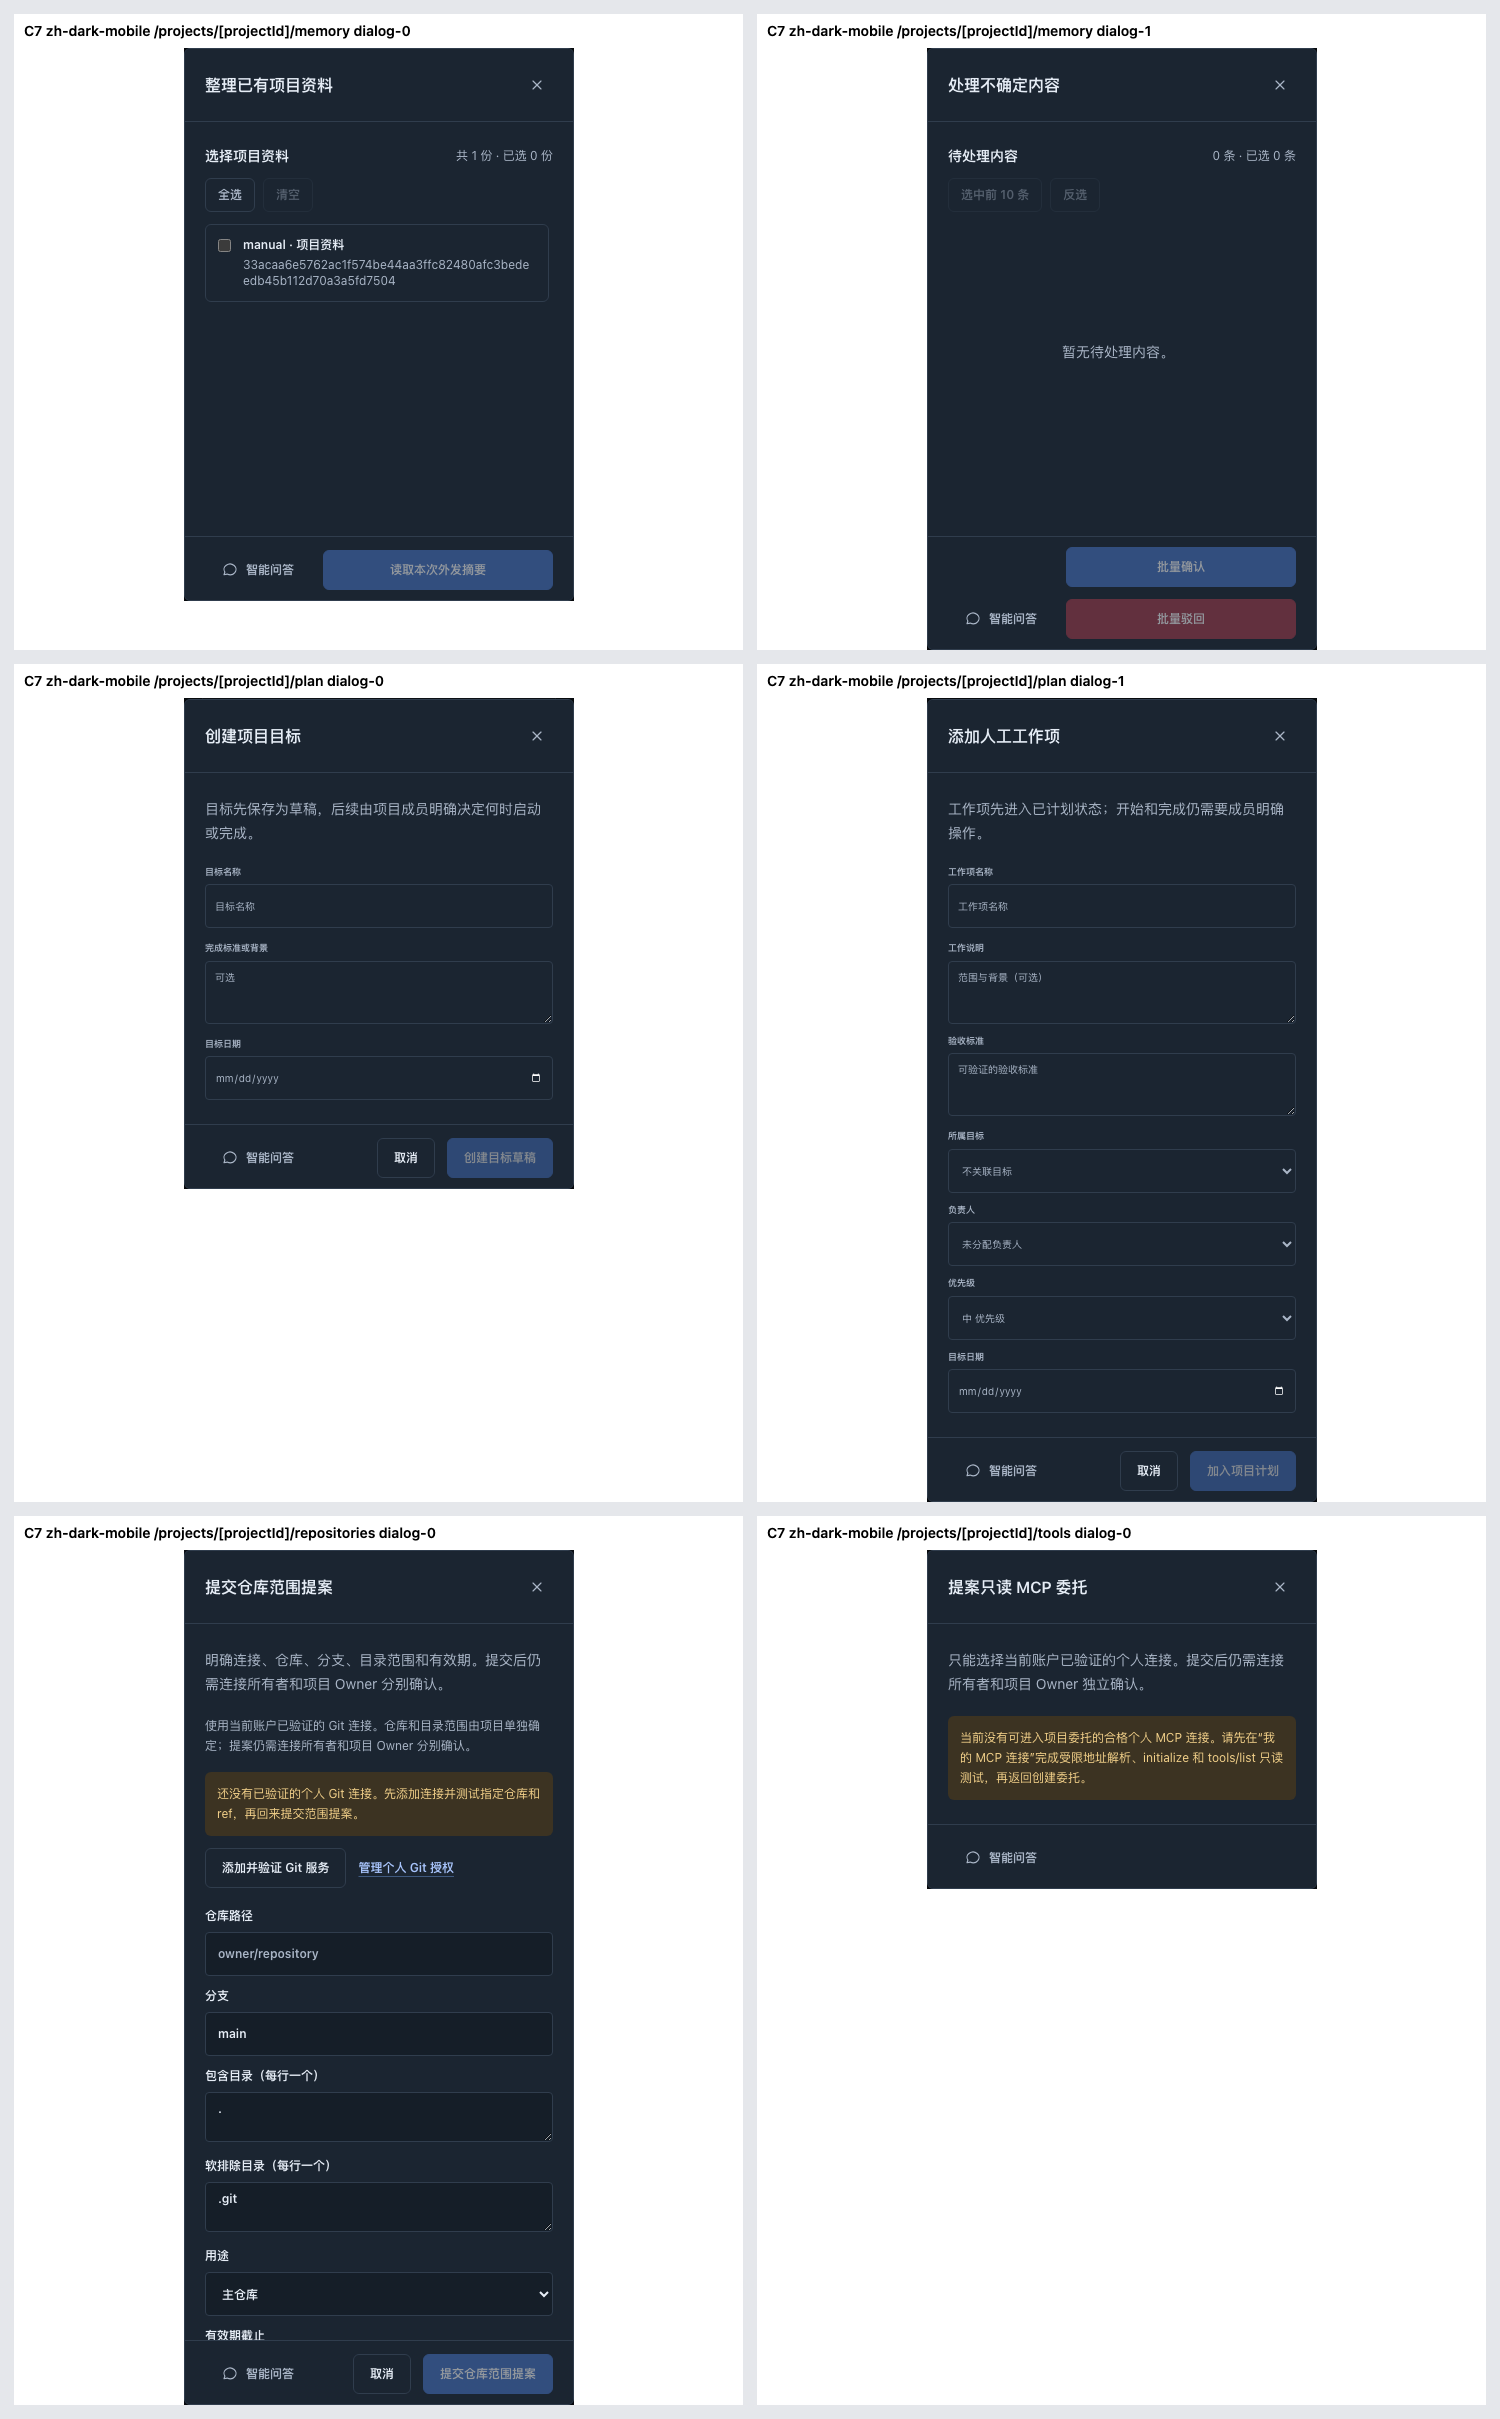 C7 zh-dark-mobile /projects/[projectId]/memory dialog-0
整理已有项目资料
选择项目资料
共 1 份 · 已选 0 份
全选
清空
manual · 项目资料
33acaa6e5762ac1f574be44aa3ffc82480afc3bede
edb45b112d70a3a5fd7504
智能问答
读取本次外发摘要
C7 zh-dark-mobile /projects/[projectId]/memory dialog-1
处理不确定内容
待处理内容
0 条 · 已选 0 条
选中前 10 条
反选
暂无待处理内容。
批量确认
智能问答
批量驳回
C7 zh-dark-mobile /projects/[projectId]/plan dialog-0
创建项目目标
目标先保存为草稿，后续由项目成员明确决定何时启动
或完成。
目标名称
目标名称
完成标准或背景
可选
目标日期
mm/dd/yyyy
智能问答
取消
创建目标草稿
C7 zh-dark-mobile /projects/[projectId]/plan dialog-1
添加人工工作项
工作项先进入已计划状态；开始和完成仍需要成员明确
操作。
工作项名称
工作项名称
工作说明
范围与背景（可选）
验收标准
可验证的验收标准
所属目标
不关联目标
负责人
未分配负责人
优先级
中 优先级
目标日期
mm/dd/yyyy
智能问答
取消
加入项目计划
C7 zh-dark-mobile /projects/[projectId]/repositories dialog-0
提交仓库范围提案
明确连接、仓库、分支、目录范围和有效期。提交后仍
需连接所有者和项目 Owner 分别确认。
使用当前账户已验证的 Git 连接。仓库和目录范围由项目单独确
定；提案仍需连接所有者和项目 Owner 分别确认。
还没有已验证的个人 Git 连接。先添加连接并测试指定仓库和
ref，再回来提交范围提案。
添加并验证 Git 服务
管理个人 Git 授权
仓库路径
owner/repository
分支
main
包含目录（每行一个）
.
软排除目录（每行一个）
.git
用途
主仓库
有效期截止
智能问答
取消
提交仓库范围提案
C7 zh-dark-mobile /projects/[projectId]/tools dialog-0
提案只读 MCP 委托
只能选择当前账户已验证的个人连接。提交后仍需连接
所有者和项目 Owner 独立确认。
当前没有可进入项目委托的合格个人 MCP 连接。请先在“我
的 MCP 连接”完成受限地址解析、initialize 和 tools/list 只读
测试，再返回创建委托。
智能问答